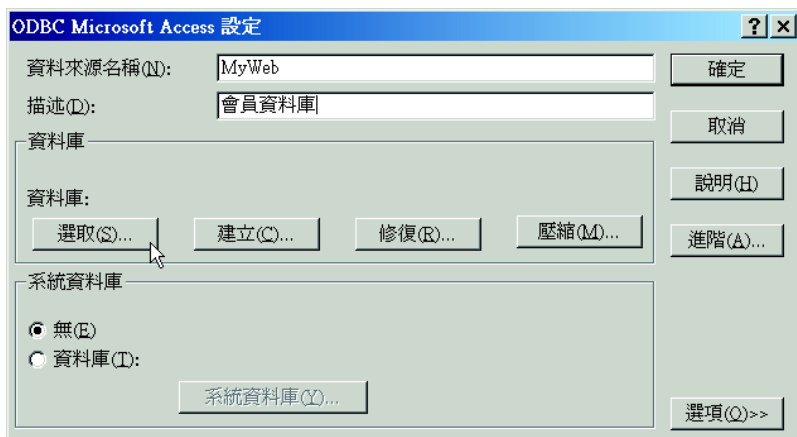 ODBC Microsoft Access 設定
資料來源名稱(N): MyWeb
確定
描述(D): 會員資料庫
取消
資料庫
說明(H)
資料庫:
選取(S)... 建立(C)... 修復(R)... 壓縮(M)...
進階(A)...
系統資料庫
無(E)
資料庫(T):
系統資料庫(Y)...
選項(O)>>